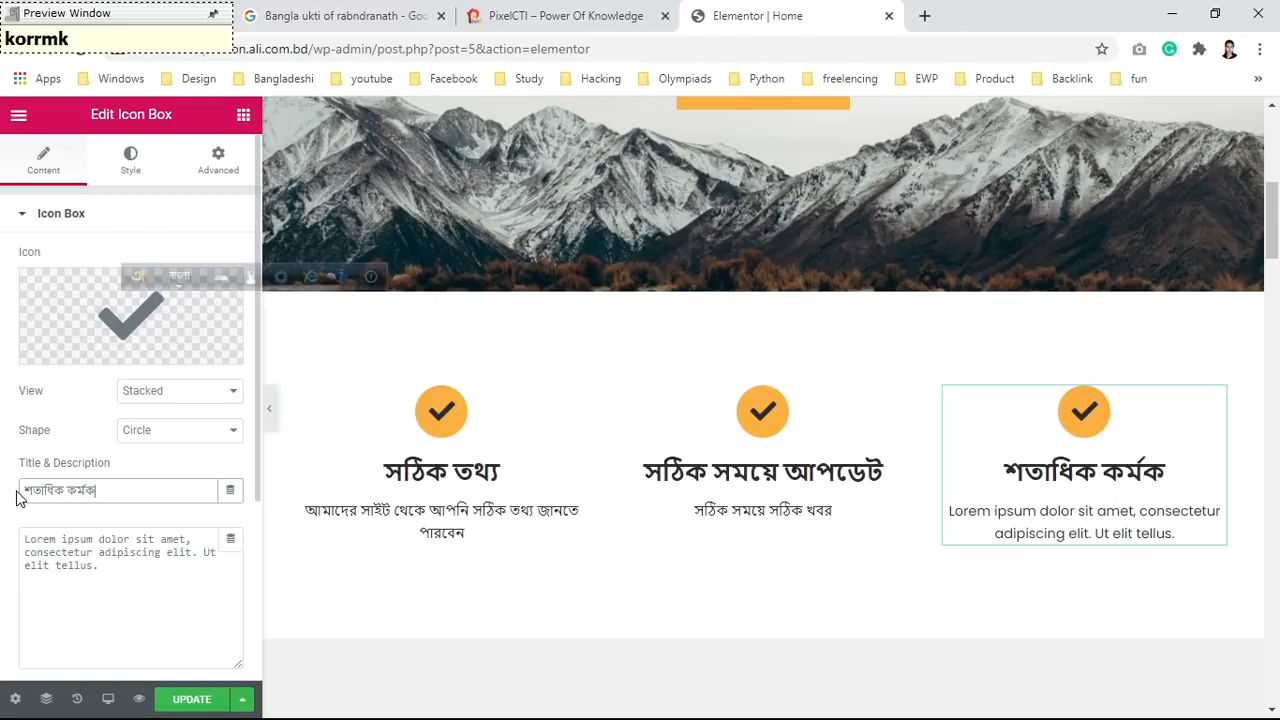 Preview Window
korrmk
Bangla ukti of rabndranath - Goo
PixelCTI – Power Of Knowledge
Elementor | Home
on.ali.com.bd/wp-admin/post.php?post=5&action=elementor
Apps
Windows
Design
Bangladeshi
youtube
Facebook
Study
Hacking
Olympiads
Python
freelencing
EWP
Product
Backlink
fun
»
Edit Icon Box
Content
Style
Advanced
Icon Box
Icon
অ
বাংলা
View
Stacked
Shape
Circle
Title & Description
শতাধিক কর্মক
Lorem ipsum dolor sit amet,
consectetur adipiscing elit. Ut
elit tellus.
UPDATE
সঠিক তথ্য
আমাদের সাইট থেকে আপনি সঠিক তথ্য জানতে
পারবেন
সঠিক সময়ে আপডেট
সঠিক সময়ে সঠিক খবর
শতাধিক কর্মক
Lorem ipsum dolor sit amet, consectetur
adipiscing elit. Ut elit tellus.